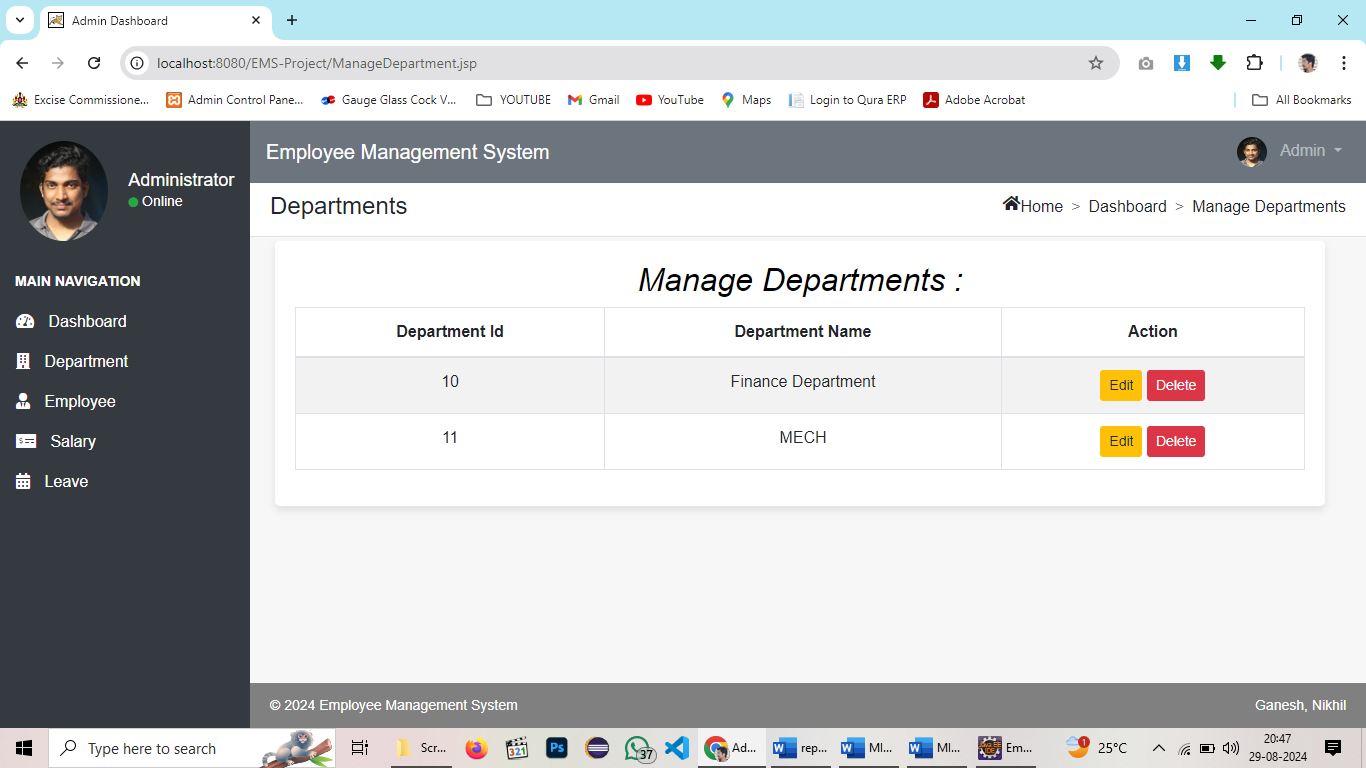 Admin Dashboard
localhost:8080/EMS-Project/ManageDepartment.jsp
Excise Commissione... Admin Control Pane... Gauge Glass Cock V... YOUTUBE Gmail YouTube Maps Login to Qura ERP Adobe Acrobat All Bookmarks
Employee Management System Admin
Administrator
Online
Departments Home > Dashboard > Manage Departments
MAIN NAVIGATION
Dashboard
Department
Employee
Salary
Leave
Manage Departments :
Department Id Department Name Action
10 Finance Department Edit Delete
11 MECH Edit Delete
© 2024 Employee Management System Ganesh, Nikhil
Type here to search Scr... 321 Ps 37 Ad... rep... MI... MI... Em... 1 25°C 20:47
29-08-2024